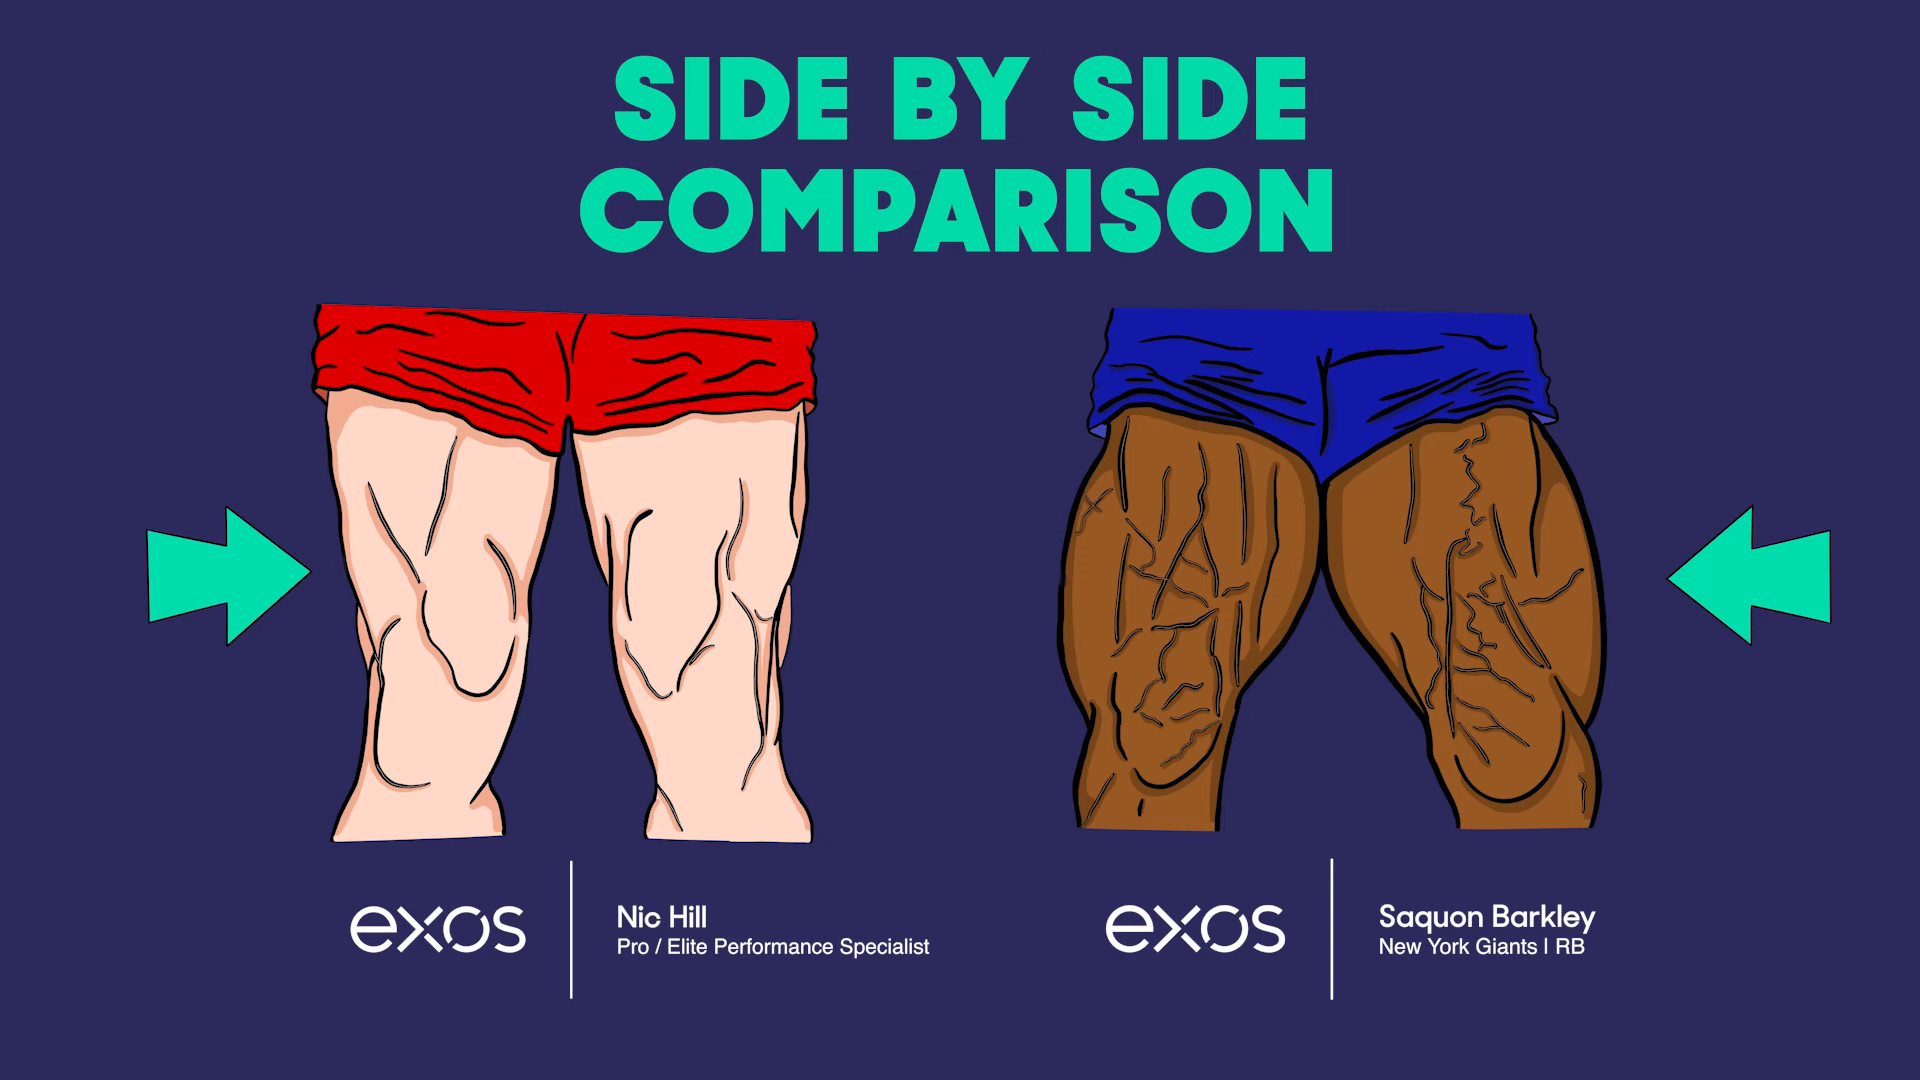 SIDE BY SIDE
COMPARISON
exos
Nic Hill
Pro / Elite Performance Specialist
exos
Saquon Barkley
New York Giants | RB